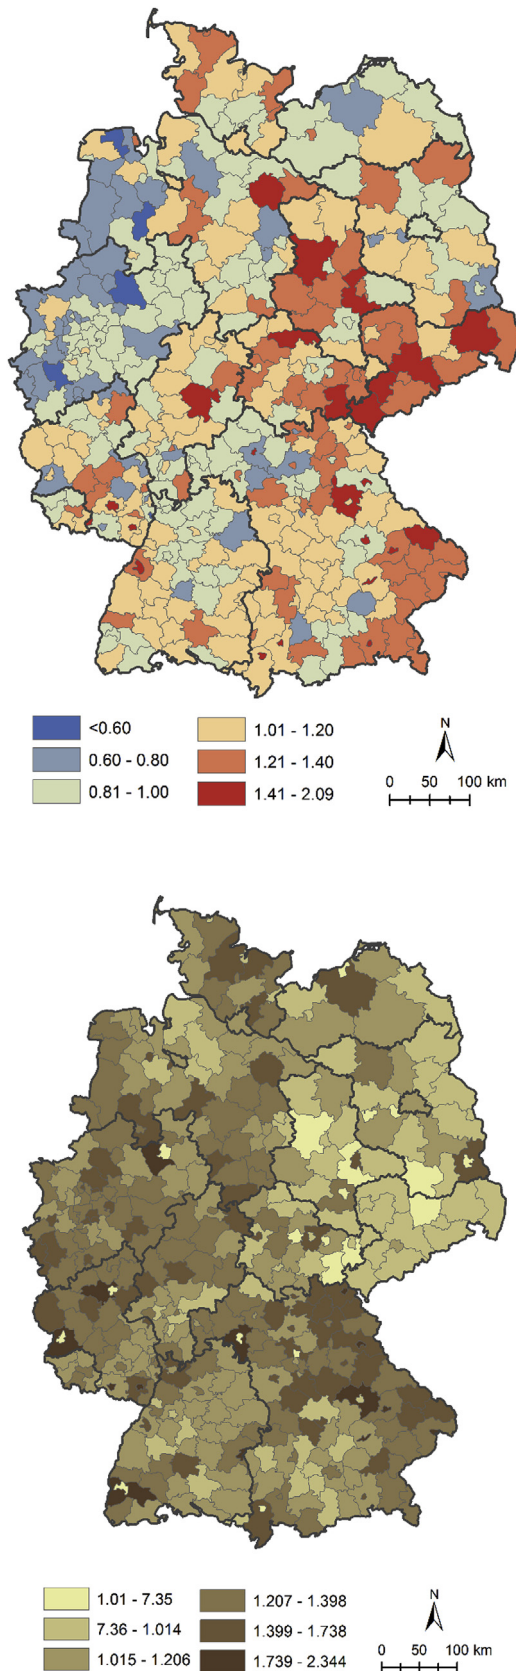 <0.60
0.60 - 0.80
0.81 - 1.00
1.01 - 1.20
1.21 - 1.40
1.41 - 2.09
N
0 50 100 km
1.01 - 7.35
7.36 - 1.014
1.015 - 1.206
1.207 - 1.398
1.399 - 1.738
1.739 - 2.344
N
0 50 100 km